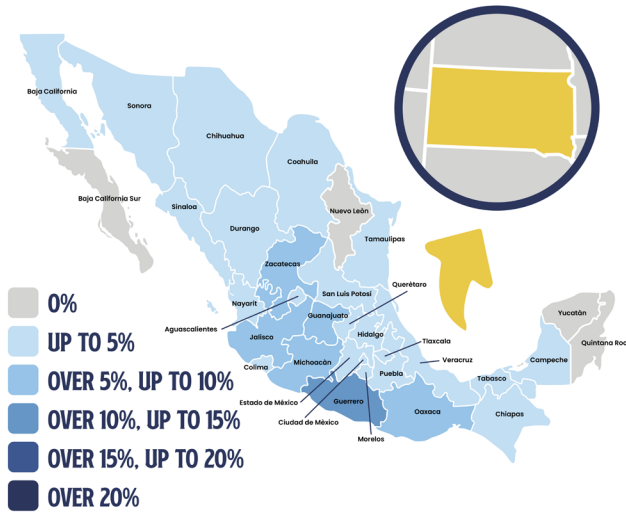 Baja California
Sonora
Chihuahua
Coahuila
Baja California Sur
Nuevo León
Sinaloa
Durango
Tamaulipas
Zacatecas
San Luis Potosí
Querétaro
Nayarit
Aguascalientes
Guanajuato
Jalisco
Hidalgo
Tlaxcala
Veracruz
Colima
Michoacán
Puebla
Estado de México
Ciudad de México
Guerrero
Morelos
Oaxaca
Tabasco
Chiapas
Campeche
Yucatán
Quintana Roo
0%
UP TO 5%
OVER 5%, UP TO 10%
OVER 10%, UP TO 15%
OVER 15%, UP TO 20%
OVER 20%